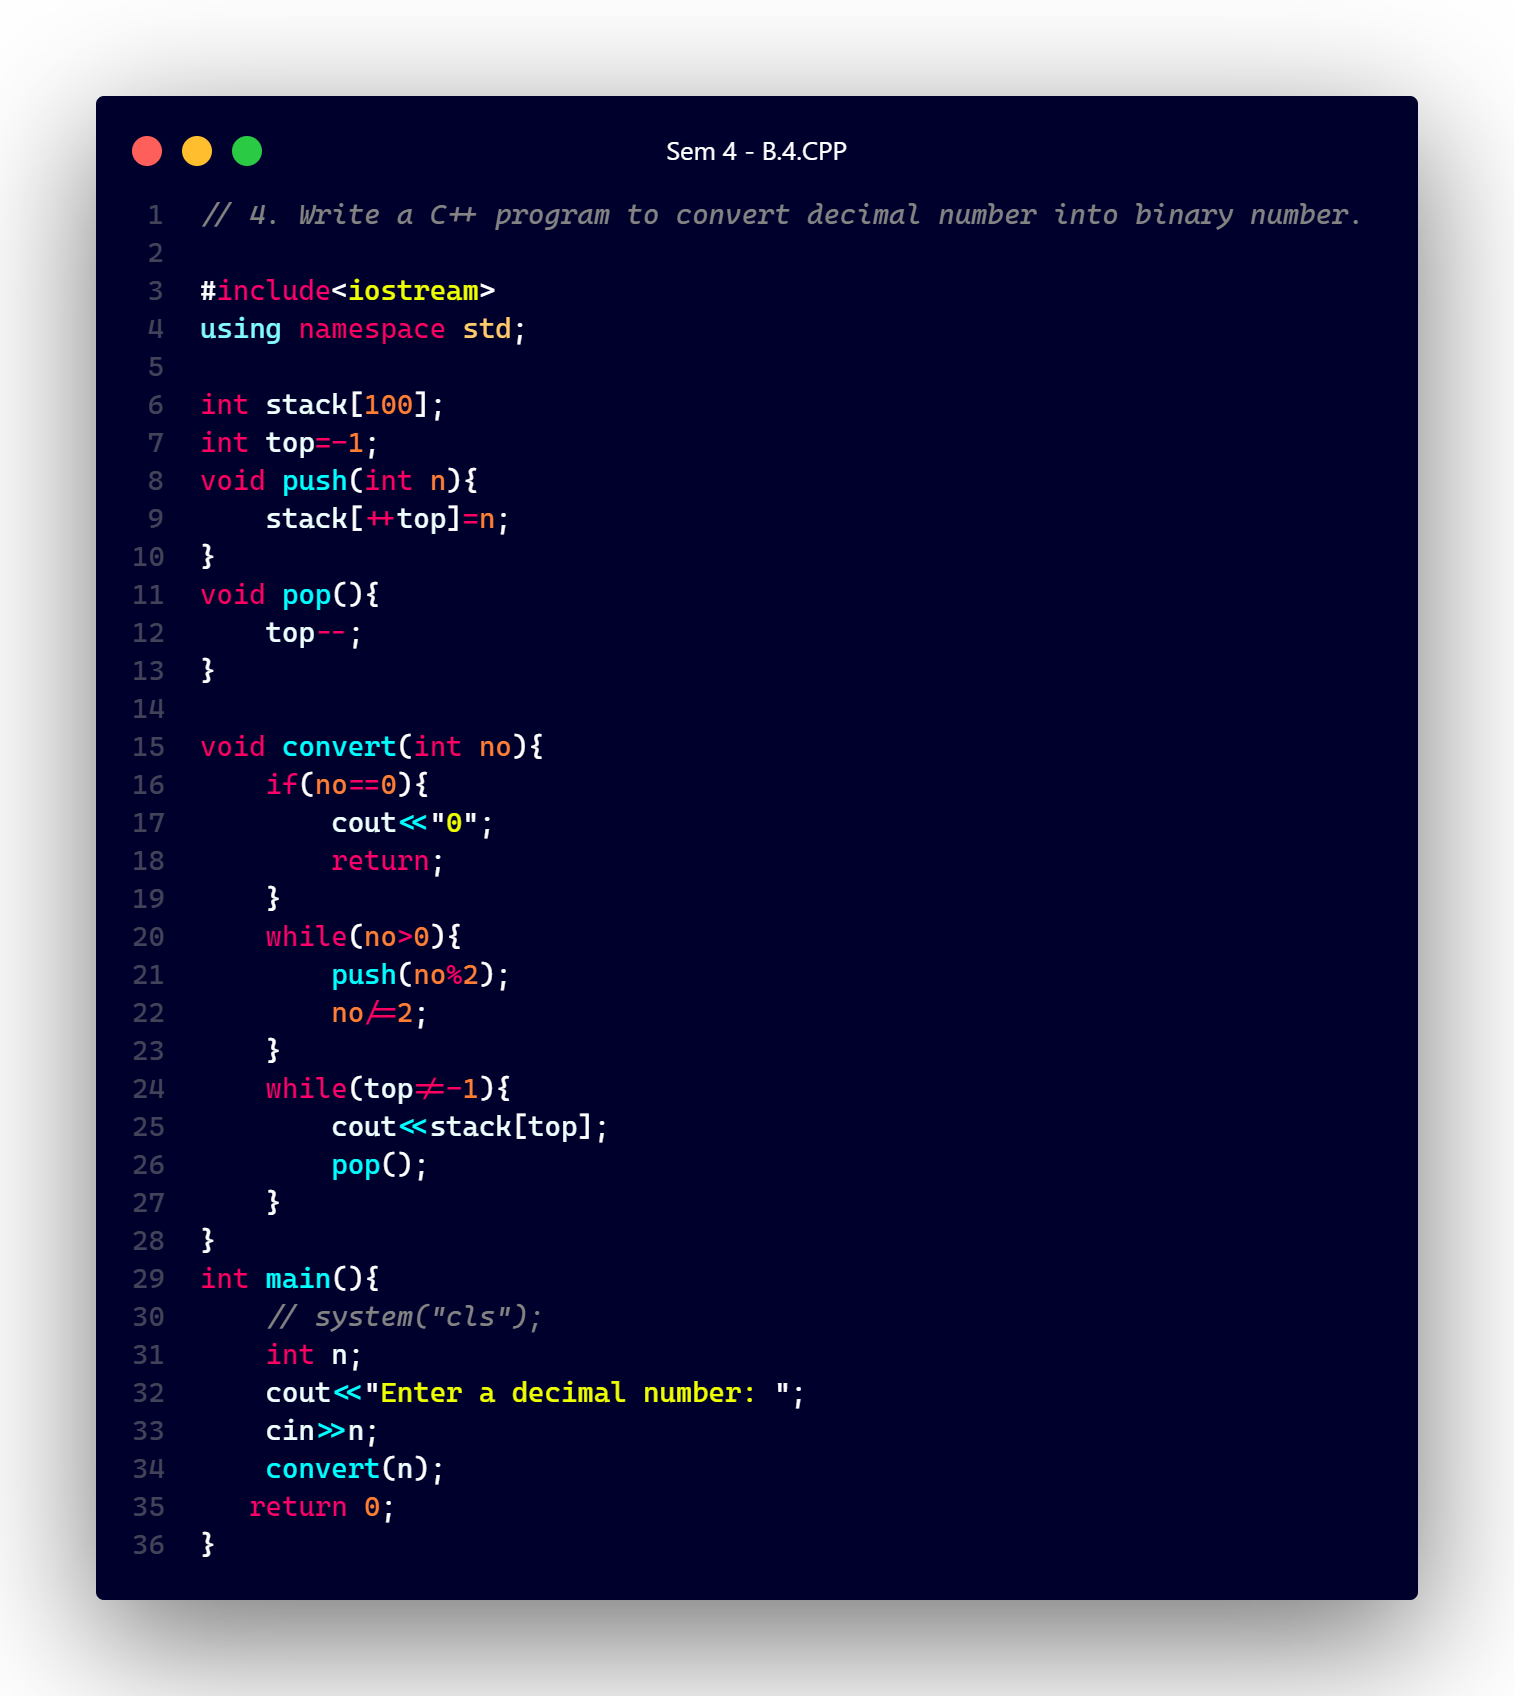 Sem 4 - B.4.CPP
1 // 4. Write a C++ program to convert decimal number into binary number.
2
3 #include<iostream>
4 using namespace std;
5
6 int stack[100];
7 int top=-1;
8 void push(int n){
9     stack[++top]=n;
10 }
11 void pop(){
12     top--;
13 }
14
15 void convert(int no){
16     if(no==0){
17         cout<<"0";
18         return;
19     }
20     while(no>0){
21         push(no%2);
22         no/=2;
23     }
24     while(top!=-1){
25         cout<<stack[top];
26         pop();
27     }
28 }
29 int main(){
30     // system("cls");
31     int n;
32     cout<<"Enter a decimal number: ";
33     cin>>n;
34     convert(n);
35    return 0;
36 }